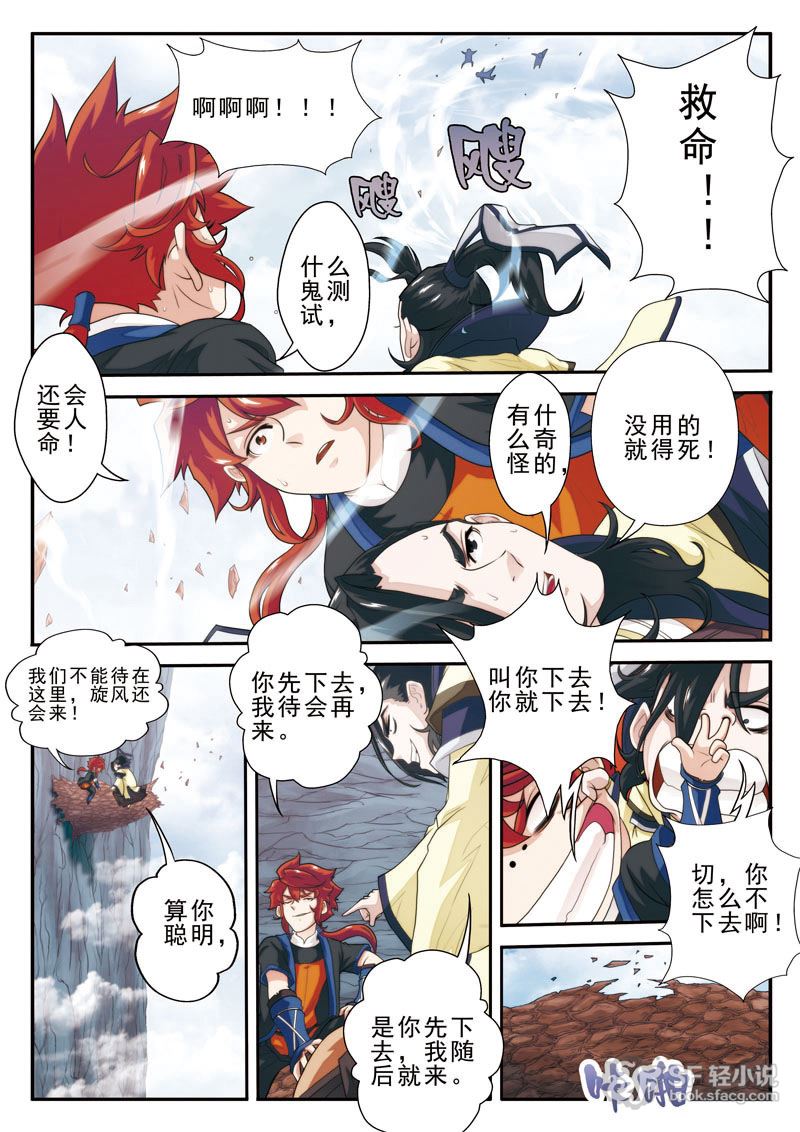 啊啊啊！！！
救命！！
飕
飕
什么
鬼测
试，
还会
要人
命！
有什
么奇
怪的，
没用的
就得死！
我们不能待在
这里，旋风还
会来！
算你
聪明，
你先下去，
我待会再
来。
是你先下
去，我随
后就来。
叫你下去
你就下去！
切，你
怎么不
下去啊！
SF 轻小说
book.sfacg.com